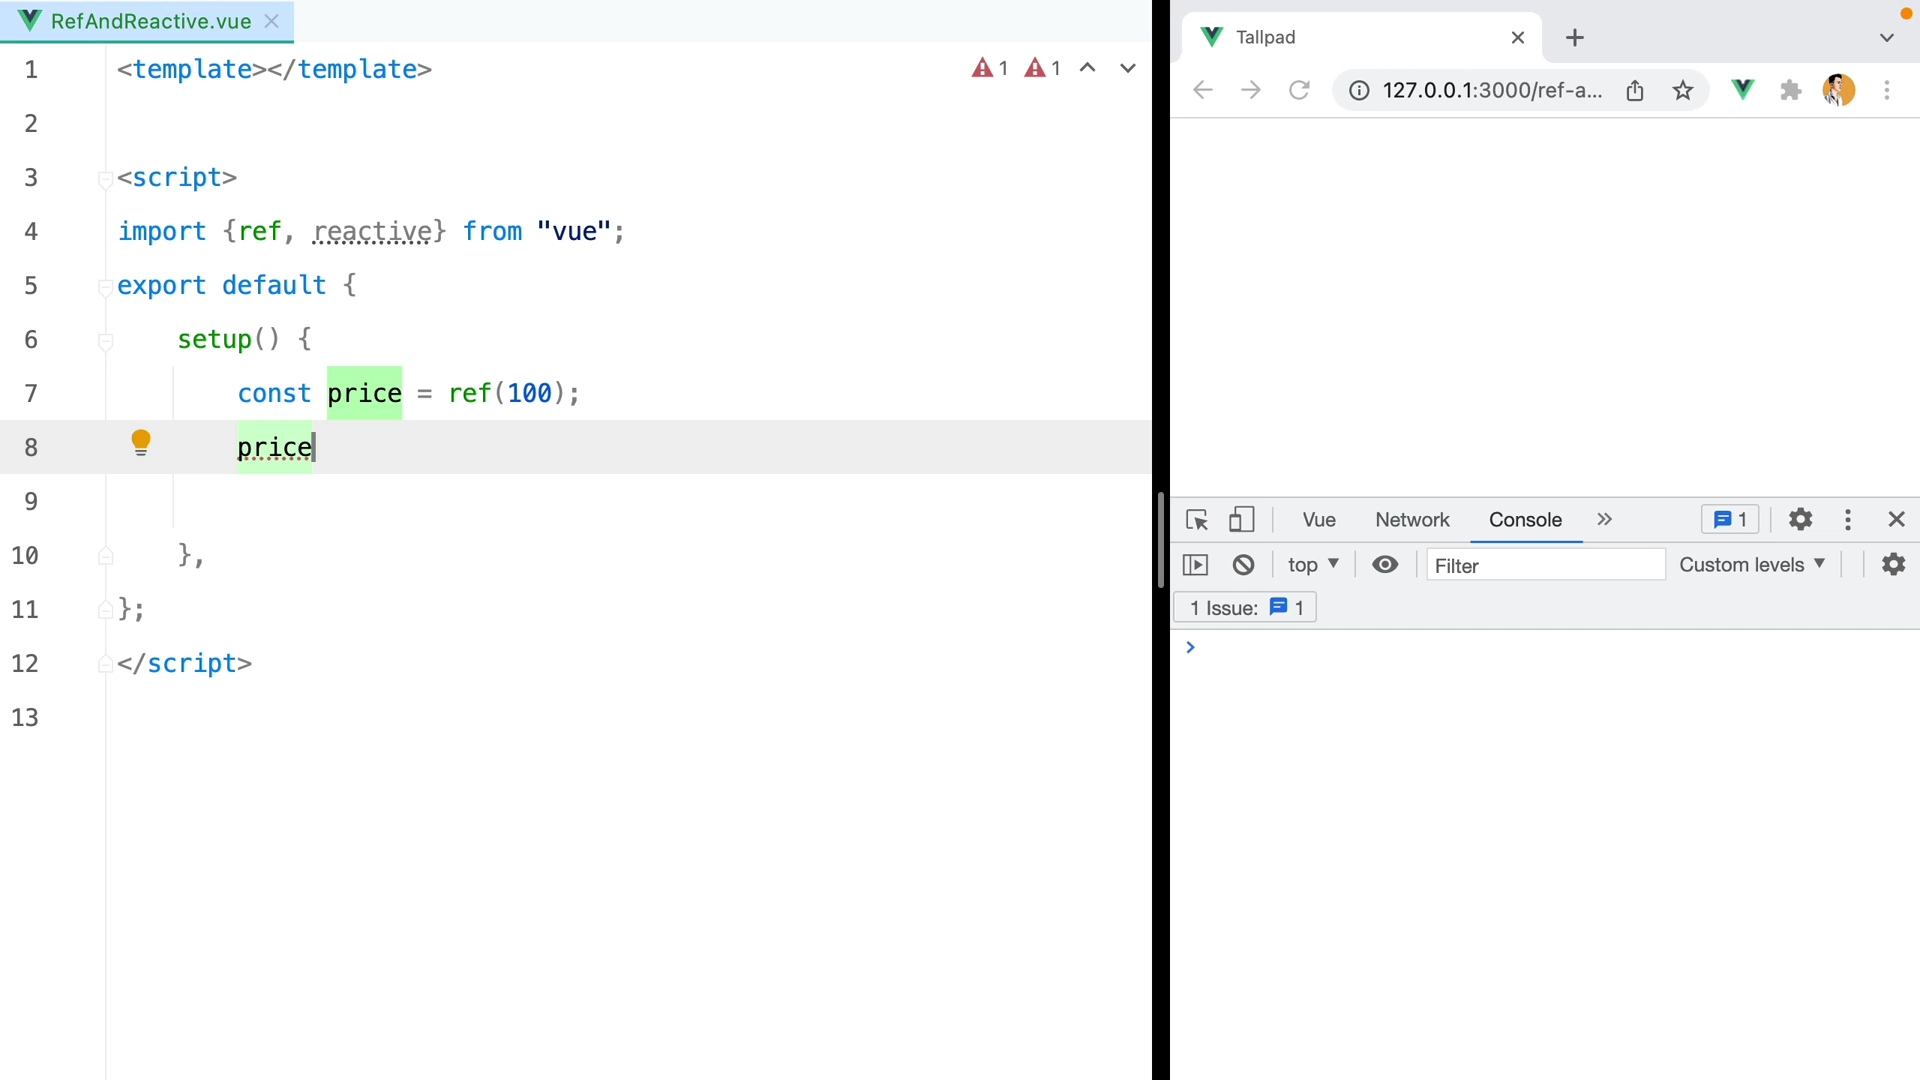 RefAndReactive.vue
1 <template></template>
1 1
2
3 <script>
4 import {ref, reactive} from "vue";
5 export default {
6 setup() {
7 const price = ref(100);
8 price
9
10 },
11 };
12 </script>
13
Tallpad
127.0.0.1:3000/ref-a...
Vue Network Console 1
top Filter Custom levels
1 Issue: 1